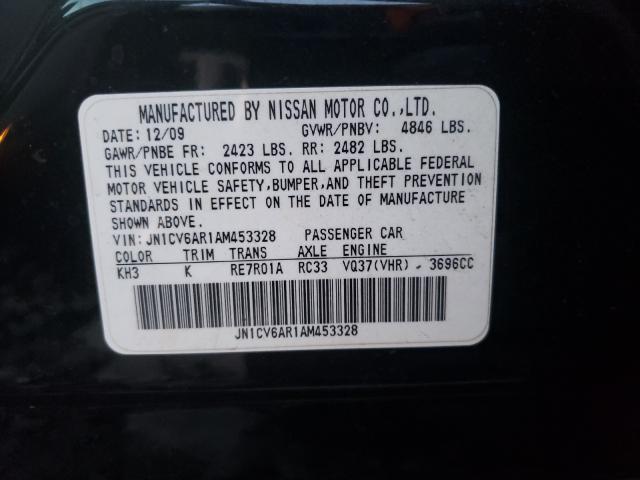 MANUFACTURED BY NISSAN MOTOR CO.,LTD.
DATE: 12/09 GVWR/PNBV: 4846 LBS.
GAWR/PNBE FR: 2423 LBS. RR: 2482 LBS.
THIS VEHICLE CONFORMS TO ALL APPLICABLE FEDERAL
MOTOR VEHICLE SAFETY,BUMPER,AND THEFT PREVENTION
STANDARDS IN EFFECT ON THE DATE OF MANUFACTURE
SHOWN ABOVE.
VIN: JN1CV6AR1AM453328 PASSENGER CAR
COLOR TRIM TRANS AXLE ENGINE
KH3 K RE7R01A RC33 VQ37(VHR) - 3696CC
JN1CV6AR1AM453328